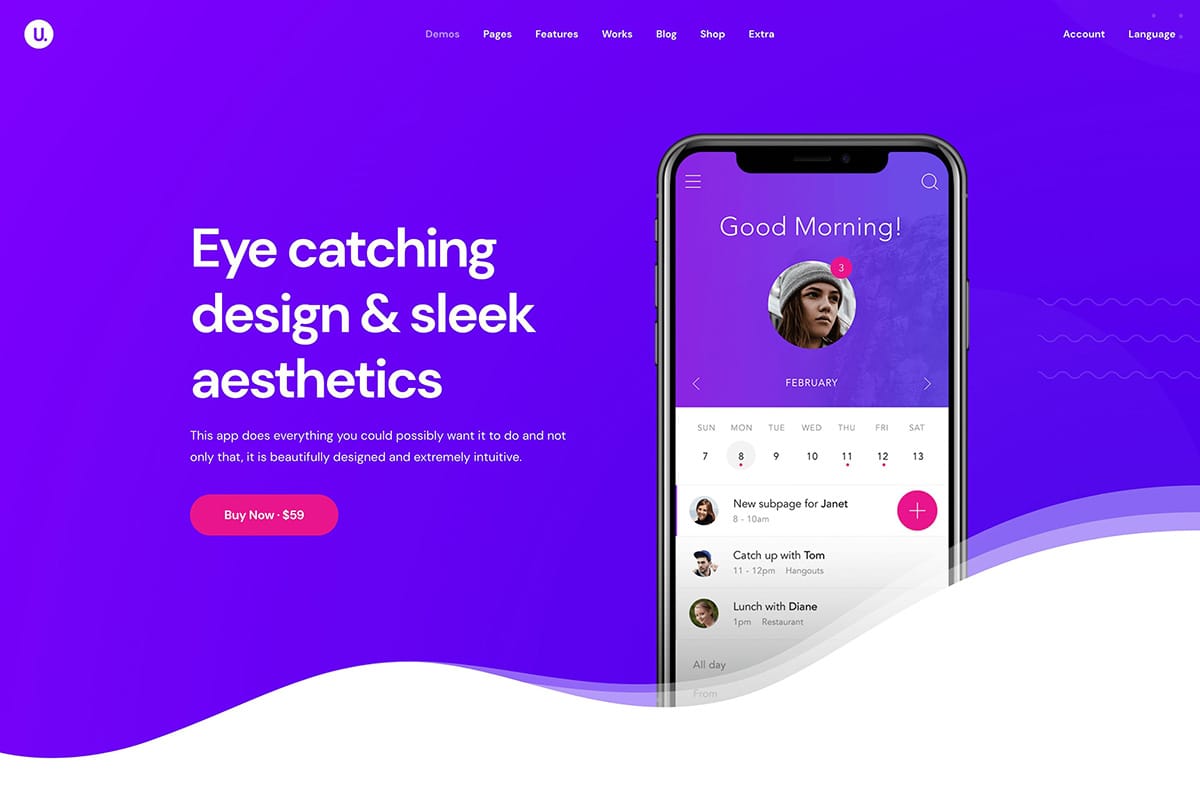 U.
Demos Pages Features Works Blog Shop Extra Account Language
Eye catching
design & sleek
aesthetics
This app does everything you could possibly want it to do and not
only that, it is beautifully designed and extremely intuitive.
Buy Now · $59
Good Morning!
3
FEBRUARY
SUN MON TUE WED THU FRI SAT
7 8 9 10 11 12 13
New subpage for Janet
8 - 10am
Catch up with Tom
11 - 12pm Hangouts
Lunch with Diane
1pm Restaurant
All day
From